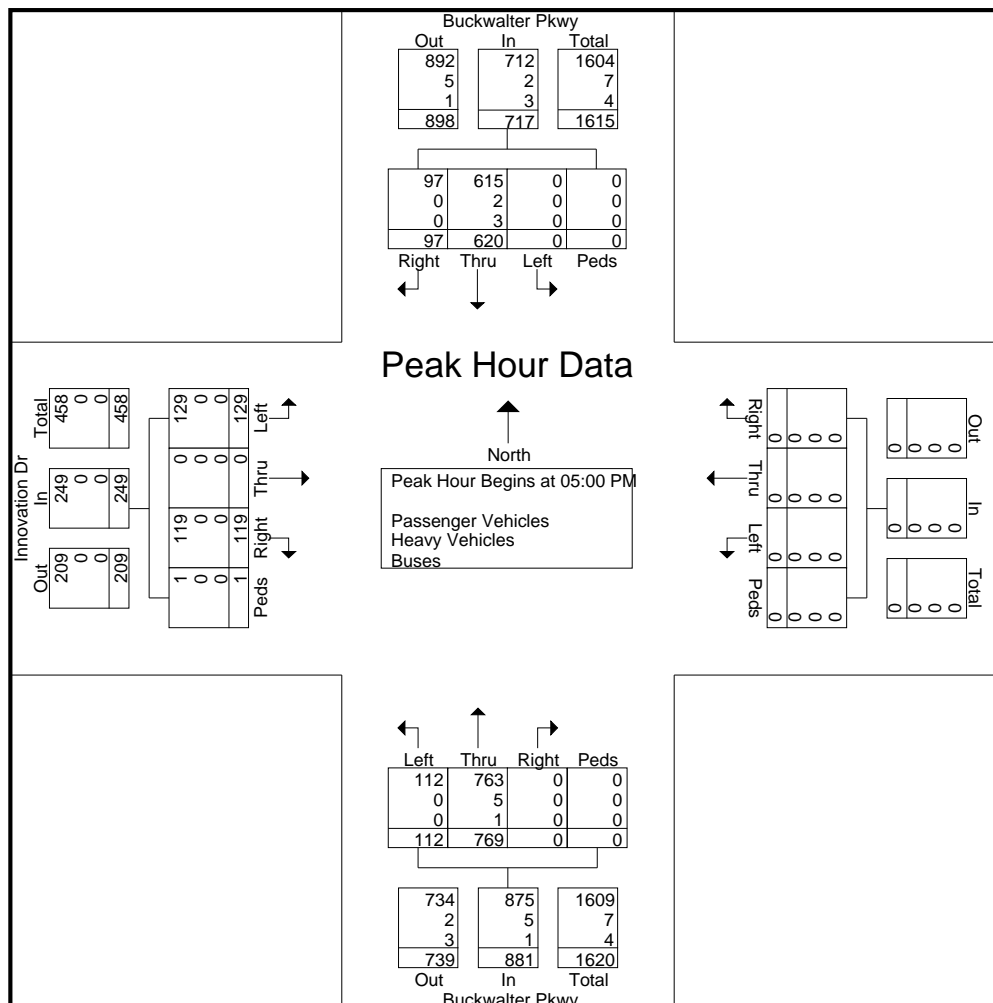 Buckwalter Pkwy
Out In Total
892 712 1604
5 2 7
1 3 4
898 717 1615
97 615 0 0
0 2 0 0
0 3 0 0
97 620 0 0
Right Thru Left Peds
Peak Hour Data
North
Peak Hour Begins at 05:00 PM
Passenger Vehicles
Heavy Vehicles
Buses
Innovation Dr
Out In Total
209 249 458
0 0 0
0 0 0
209 249 458
1 119 0 129
0 0 0 0
0 0 0 0
1 119 0 129
Peds Right Thru Left
Right Thru Left Peds
0 0 0 0
0 0 0 0
0 0 0 0
0 0 0 0
Out In Total
0 0 0
0 0 0
0 0 0
0 0 0
Left Thru Right Peds
112 763 0 0
0 5 0 0
0 1 0 0
112 769 0 0
734 875 1609
2 5 7
3 1 4
739 881 1620
Out In Total
Buckwalter Pkwy